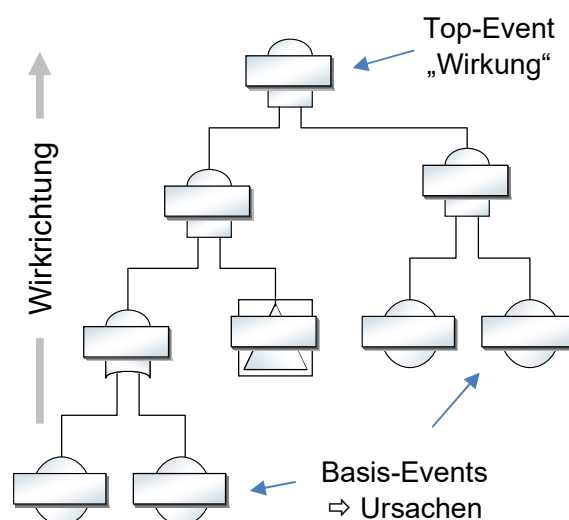 Top-Event
„Wirkung“
Wirkrichtung
Basis-Events
⇨ Ursachen